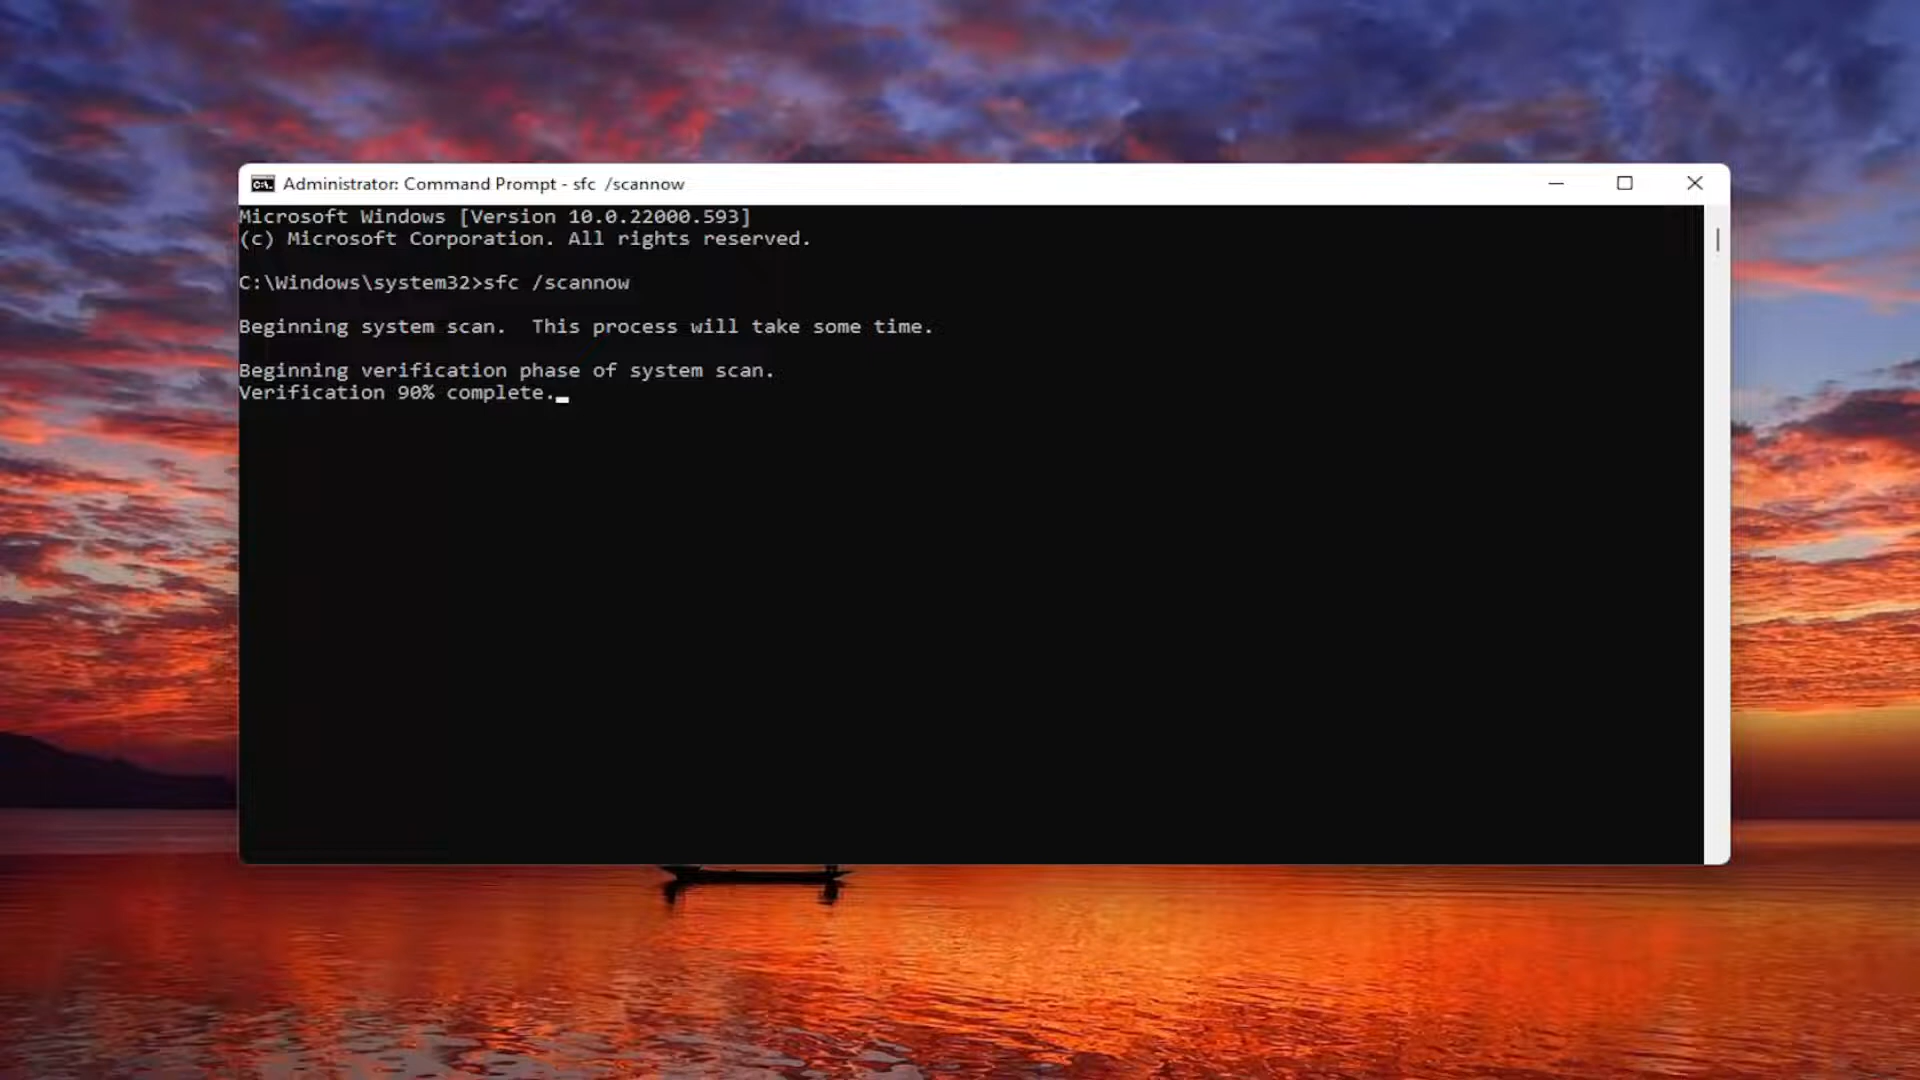 Administrator: Command Prompt - sfc  /scannow
Microsoft Windows [Version 10.0.22000.593]
(c) Microsoft Corporation. All rights reserved.
C:\Windows\system32>sfc /scannow
Beginning system scan.  This process will take some time.
Beginning verification phase of system scan.
Verification 90% complete.